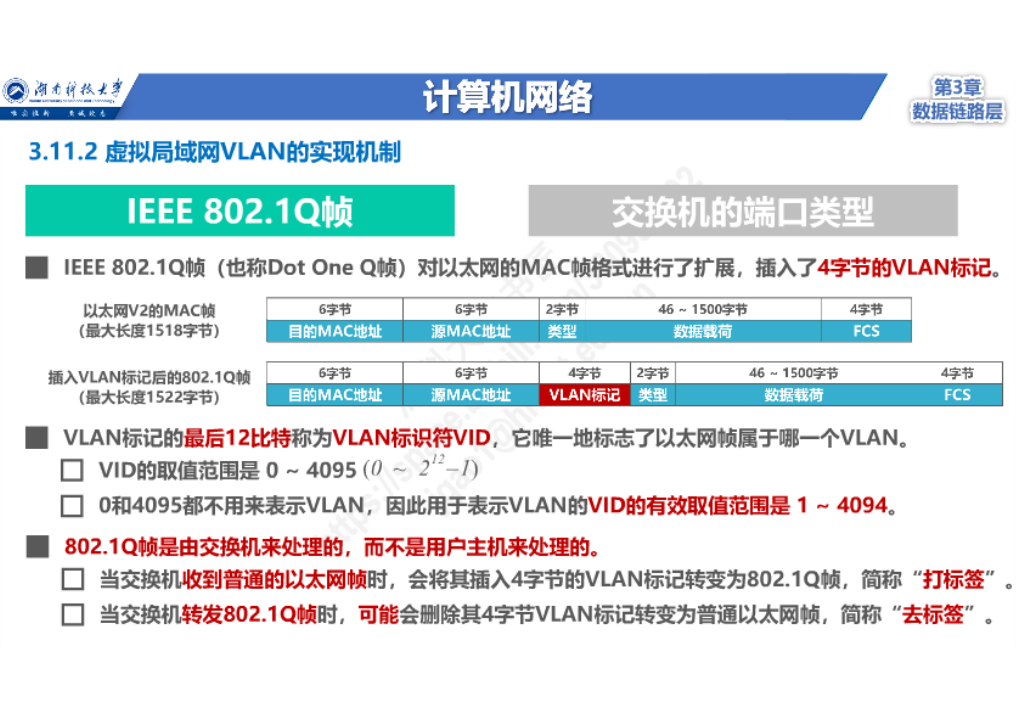 湖南科技大学
计算机网络
第3章
数据链路层
3.11.2 虚拟局域网VLAN的实现机制
IEEE 802.1Q帧
交换机的端口类型
IEEE 802.1Q帧（也称Dot One Q帧）对以太网的MAC帧格式进行了扩展，插入了4字节的VLAN标记。
以太网V2的MAC帧
（最大长度1518字节）
6字节 6字节 2字节 46 ~ 1500字节 4字节
目的MAC地址 源MAC地址 类型 数据载荷 FCS
插入VLAN标记后的802.1Q帧
（最大长度1522字节）
6字节 6字节 4字节 2字节 46 ~ 1500字节 4字节
目的MAC地址 源MAC地址 VLAN标记 类型 数据载荷 FCS
VLAN标记的最后12比特称为VLAN标识符VID，它唯一地标志了以太网帧属于哪一个VLAN。
VID的取值范围是 0 ~ 4095 (0 ~ 2^12–1)
0和4095都不用来表示VLAN，因此用于表示VLAN的VID的有效取值范围是 1 ~ 4094。
802.1Q帧是由交换机来处理的，而不是用户主机来处理的。
当交换机收到普通的以太网帧时，会将其插入4字节的VLAN标记转变为802.1Q帧，简称“打标签”。
当交换机转发802.1Q帧时，可能会删除其4字节VLAN标记转变为普通以太网帧，简称“去标签”。